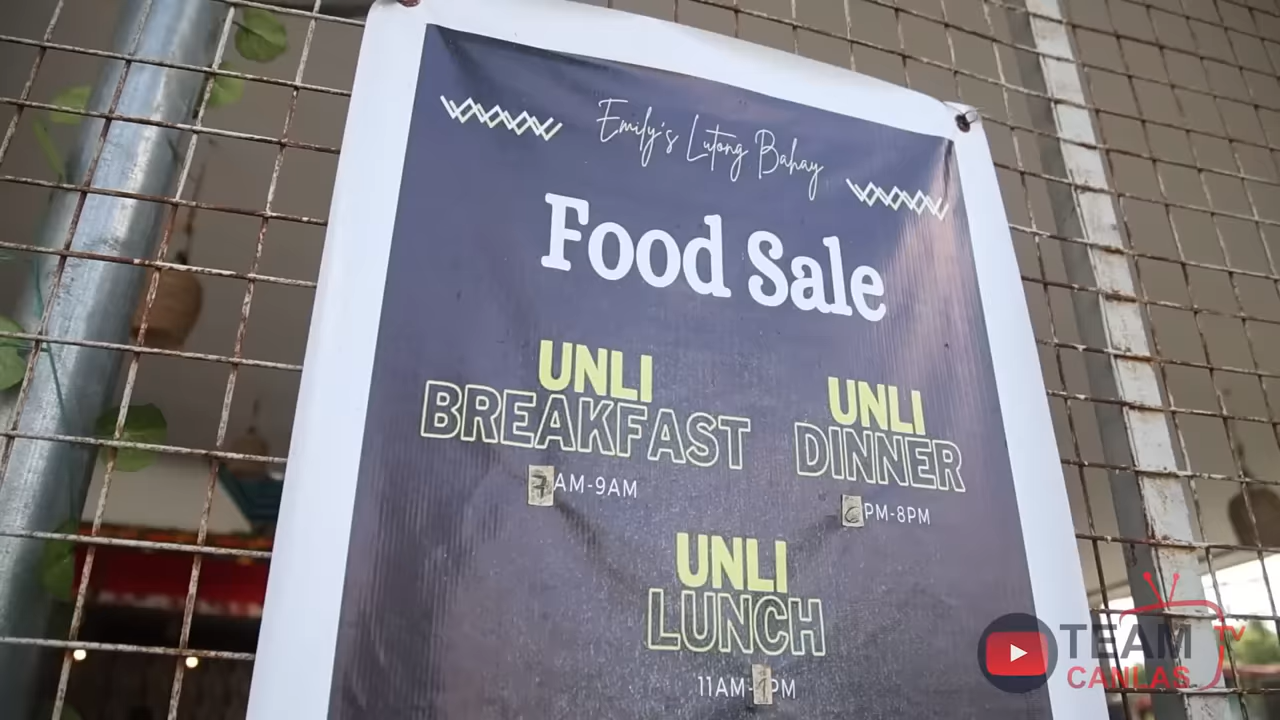 Emily's Lutong Bahay
Food Sale
UNLI
BREAKFAST
7AM-9AM
UNLI
DINNER
6PM-8PM
UNLI
LUNCH
11AM-1PM
TEAM TV
CANLAS